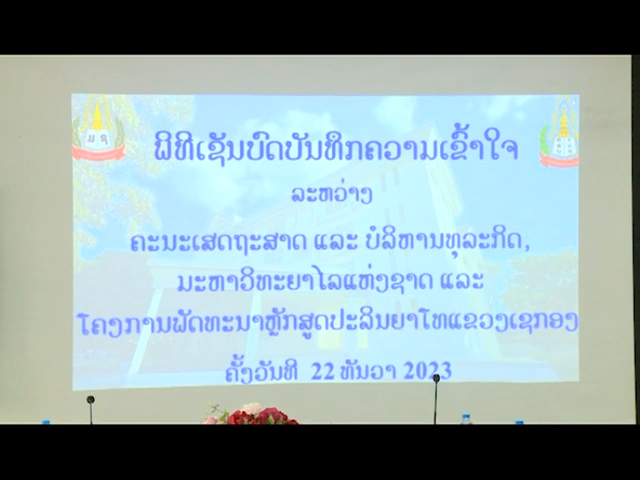 ມ ຊ
ພິທີເຊັນບົດບັນທຶກຄວາມເຂົ້າໃຈ
ລະຫວ່າງ
ຄະນະເສດຖະສາດ ແລະ ບໍລິຫານທຸລະກິດ,
ມະຫາວິທະຍາໄລແຫ່ງຊາດ ແລະ
ໂຄງການພັດທະນາຫຼັກສູດປະລິນຍາໂທແຂວງເຊກອງ
ຄັ້ງວັນທີ 22 ທັນວາ 2023